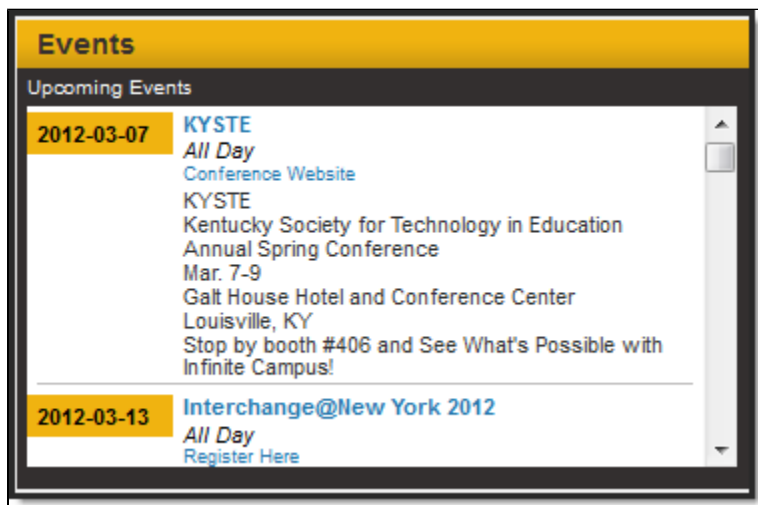 Events
Upcoming Events
2012-03-07
KYSTE
All Day
Conference Website
KYSTE
Kentucky Society for Technology in Education
Annual Spring Conference
Mar. 7-9
Galt House Hotel and Conference Center
Louisville, KY
Stop by booth #406 and See What's Possible with
Infinite Campus!
2012-03-13
Interchange@New York 2012
All Day
Register Here